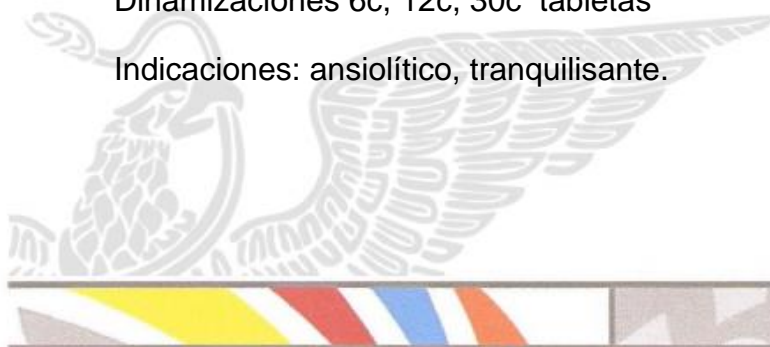 Dinamizaciones 6c, 12c, 30c tabletas
Indicaciones: ansiolítico, tranquilisante.